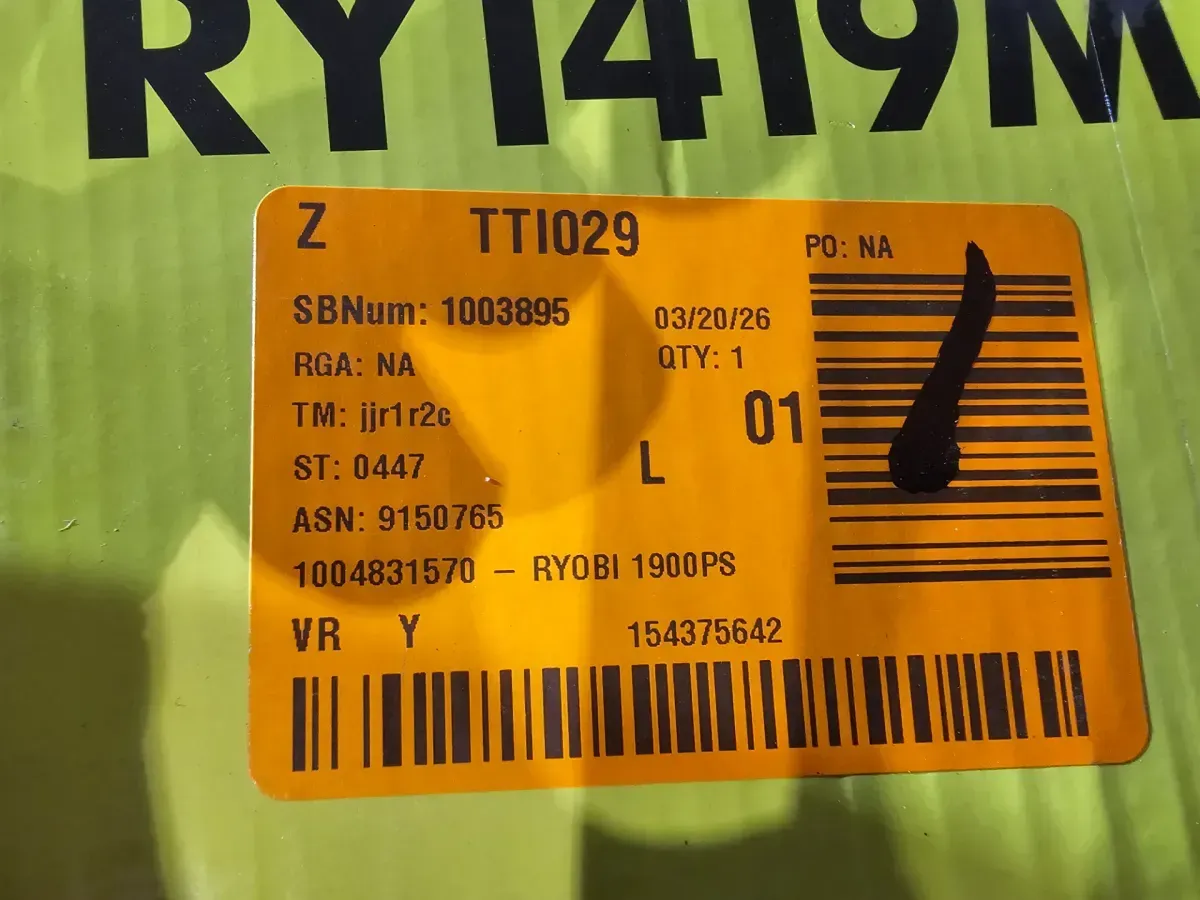 RY1419M
Z TTI029 PO: NA
SBNum: 1003895 03/20/26
RGA: NA QTY: 1
TM: jjr1r2c 01
ST: 0447 L
ASN: 9150765
1004831570 – RYOBI 1900PS
VR Y 154375642